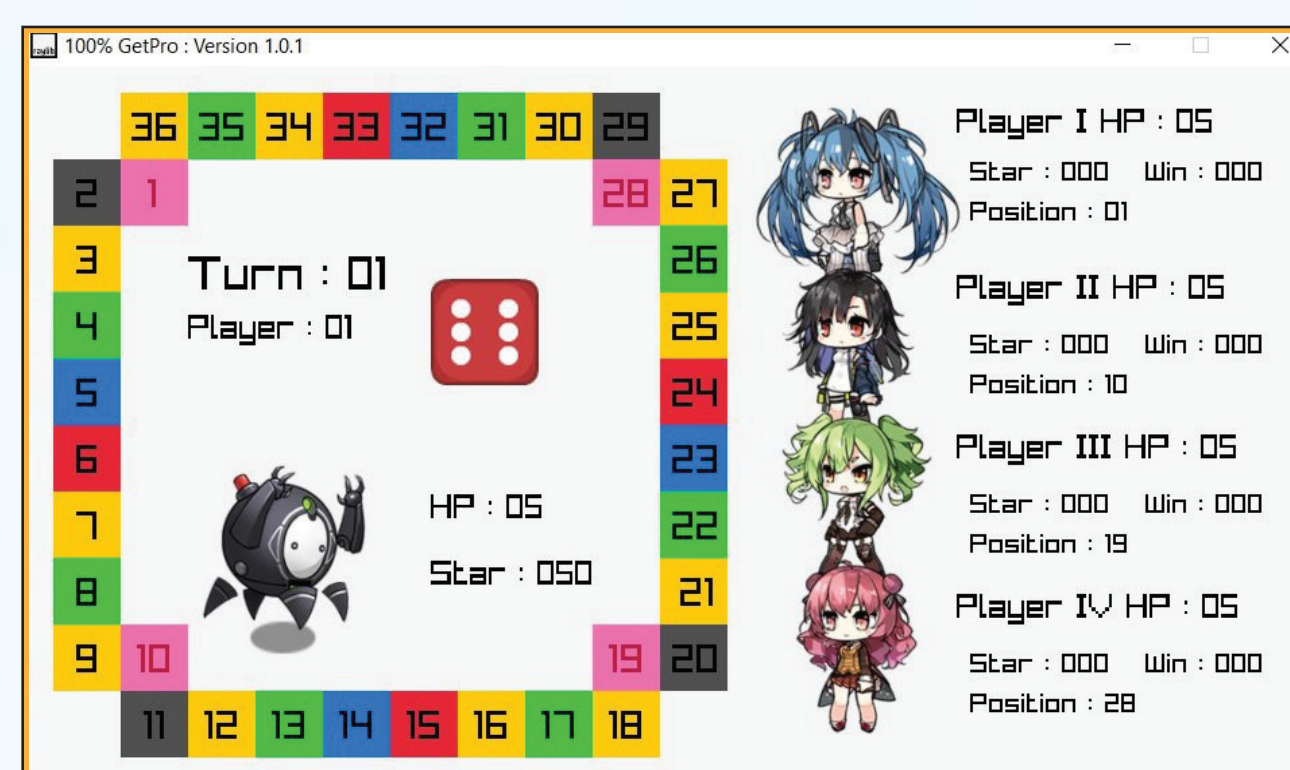 raylib 100% GetPro : Version 1.0.1
36 35 34 33 32 31 30 29
2 1 28 27
3 26
4 25
5 24
6 23
7 22
8 21
9 10 19 20
11 12 13 14 15 16 17 18
Turn : 01
Player : 01
HP : 05
Star : 050
Player I HP : 05
Star : 000 Win : 000
Position : 01
Player II HP : 05
Star : 000 Win : 000
Position : 10
Player III HP : 05
Star : 000 Win : 000
Position : 19
Player IV HP : 05
Star : 000 Win : 000
Position : 28